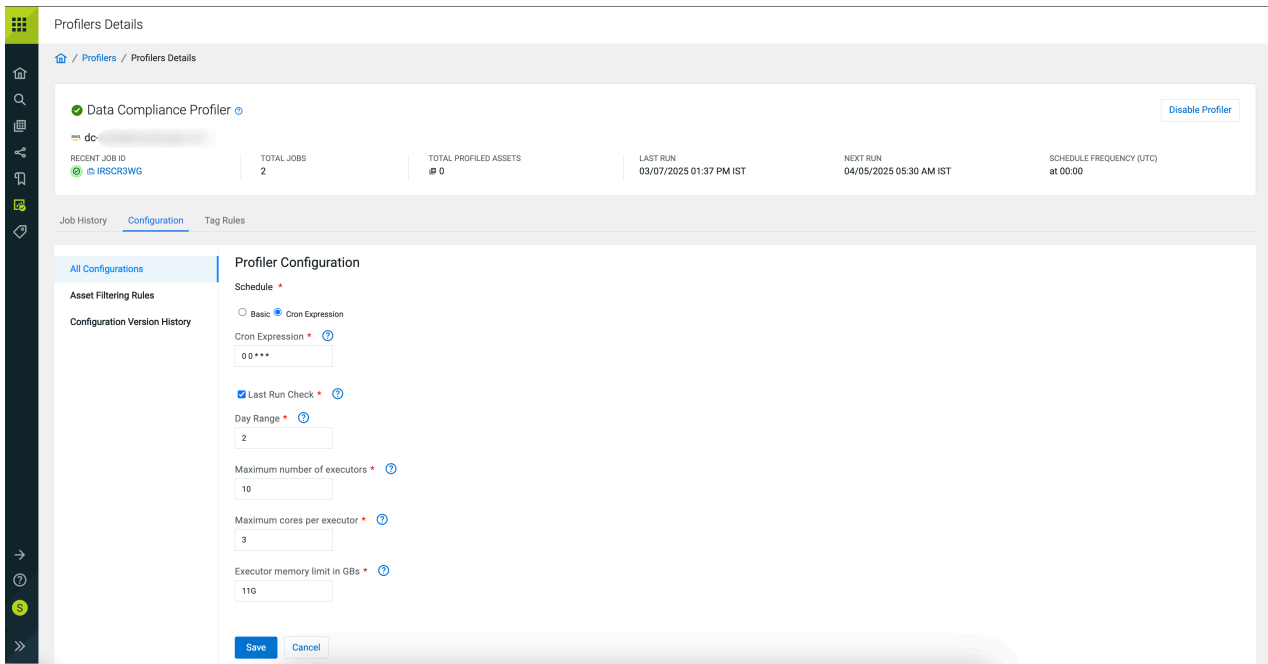 Profilers Details
/ Profilers / Profilers Details
Data Compliance Profiler
Disable Profiler
aws dc-
RECENT JOB ID TOTAL JOBS TOTAL PROFILED ASSETS LAST RUN NEXT RUN SCHEDULE FREQUENCY (UTC)
IRSCR3WG 2 0 03/07/2025 01:37 PM IST 04/05/2025 05:30 AM IST at 00:00
Job History Configuration Tag Rules
All Configurations
Asset Filtering Rules
Configuration Version History
Profiler Configuration
Schedule *
Basic Cron Expression
Cron Expression * ?
0 0 * * *
Last Run Check * ?
Day Range * ?
2
Maximum number of executors * ?
10
Maximum cores per executor * ?
3
Executor memory limit in GBs * ?
11G
Save Cancel
S